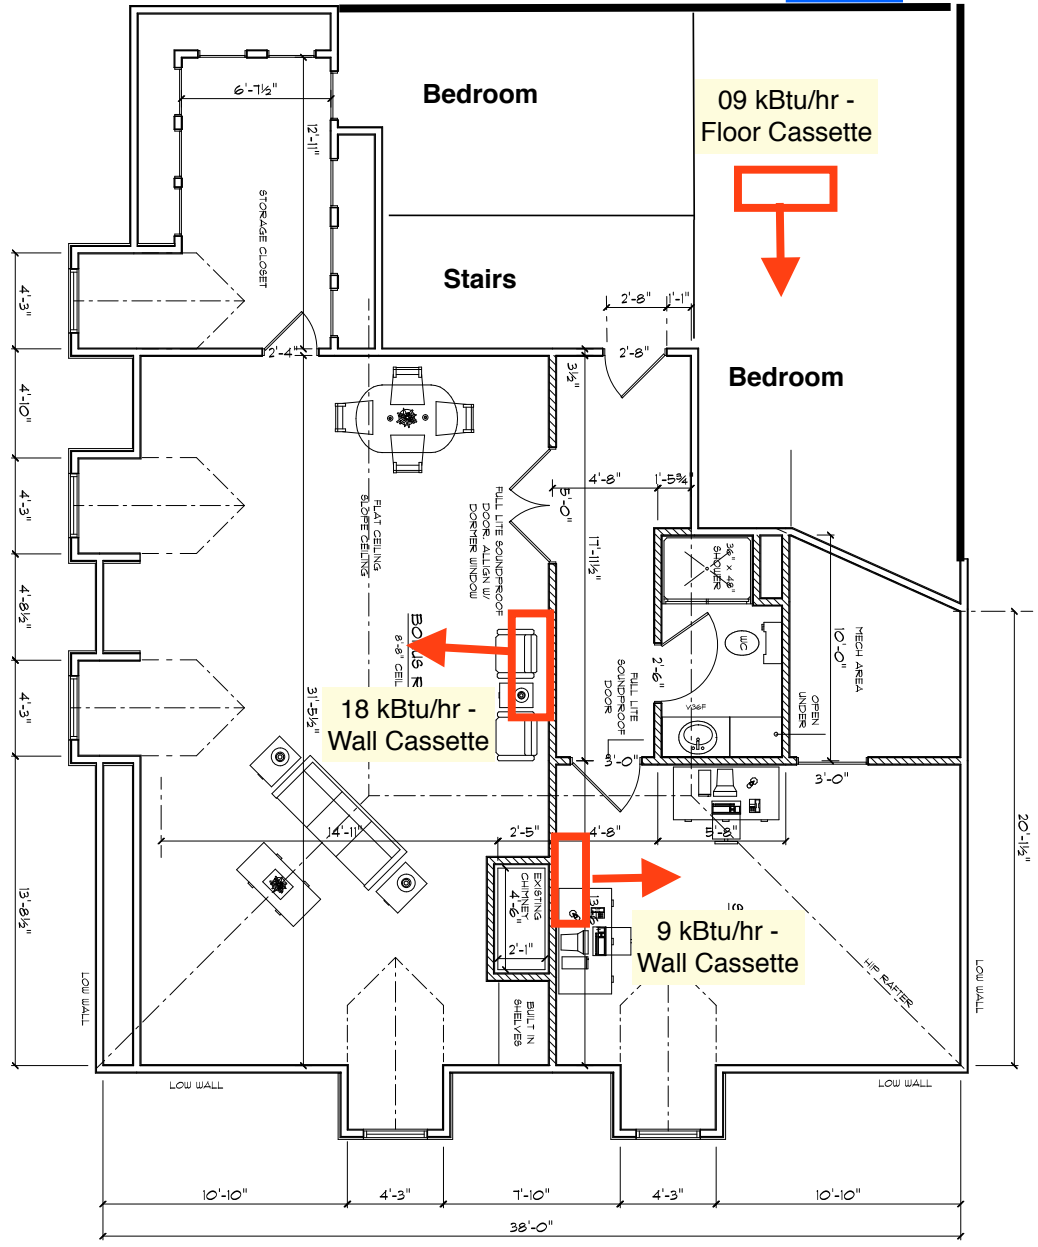 Bedroom
09 kBtu/hr -
Floor Cassette
6'-7½"
12'-11"
STORAGE CLOSET
Stairs
4'-3"
2'-8"
1'-1"
2'-4"
2'-8"
3½"
Bedroom
4'-10"
4'-8"
1'-5¾"
4'-3"
FLAT CEILING
SLOPE CEILING
FULL LITE SOUNDPROOF
DOOR. ALLIGN W/
DORMER WINDOW
5'-0"
17'-11½"
36" x 48"
SHOWER
4'-8½"
WC
MECH AREA
10'-0"
8'-8" CEIL
2'-6"
FULL LITE
SOUNDPROOF
DOOR
OPEN
UNDER
V36F
4'-3"
31'-5½"
18 kBtu/hr -
Wall Cassette
3'-0"
3'-0"
14'-11"
2'-5"
4'-8"
5'-8"
20'-1½"
13'-8½"
EXISTING
CHIMNEY
4'-6"
2'-1"
9 kBtu/hr -
Wall Cassette
HIP RAFTER
LOW WALL
LOW WALL
BUILT IN
SHELVES
LOW WALL
LOW WALL
10'-10"
4'-3"
7'-10"
4'-3"
10'-10"
38'-0"